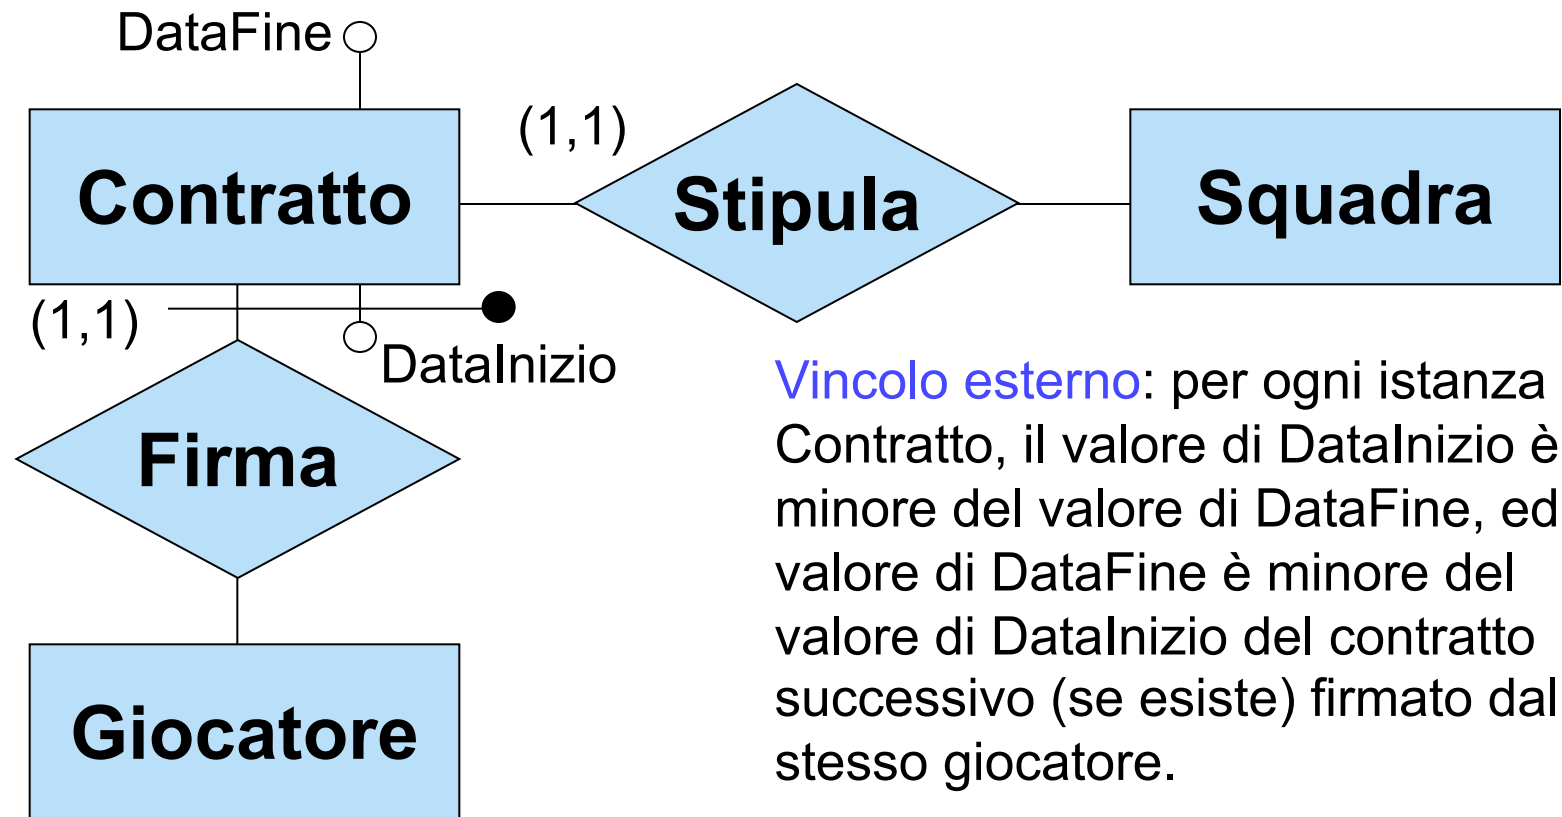 DataFine
(1,1)
Contratto
Stipula
Squadra
(1,1)
DataInizio
Firma
Giocatore
Vincolo esterno: per ogni istanza
Contratto, il valore di DataInizio è
minore del valore di DataFine, ed
valore di DataFine è minore del
valore di DataInizio del contratto
successivo (se esiste) firmato dal
stesso giocatore.